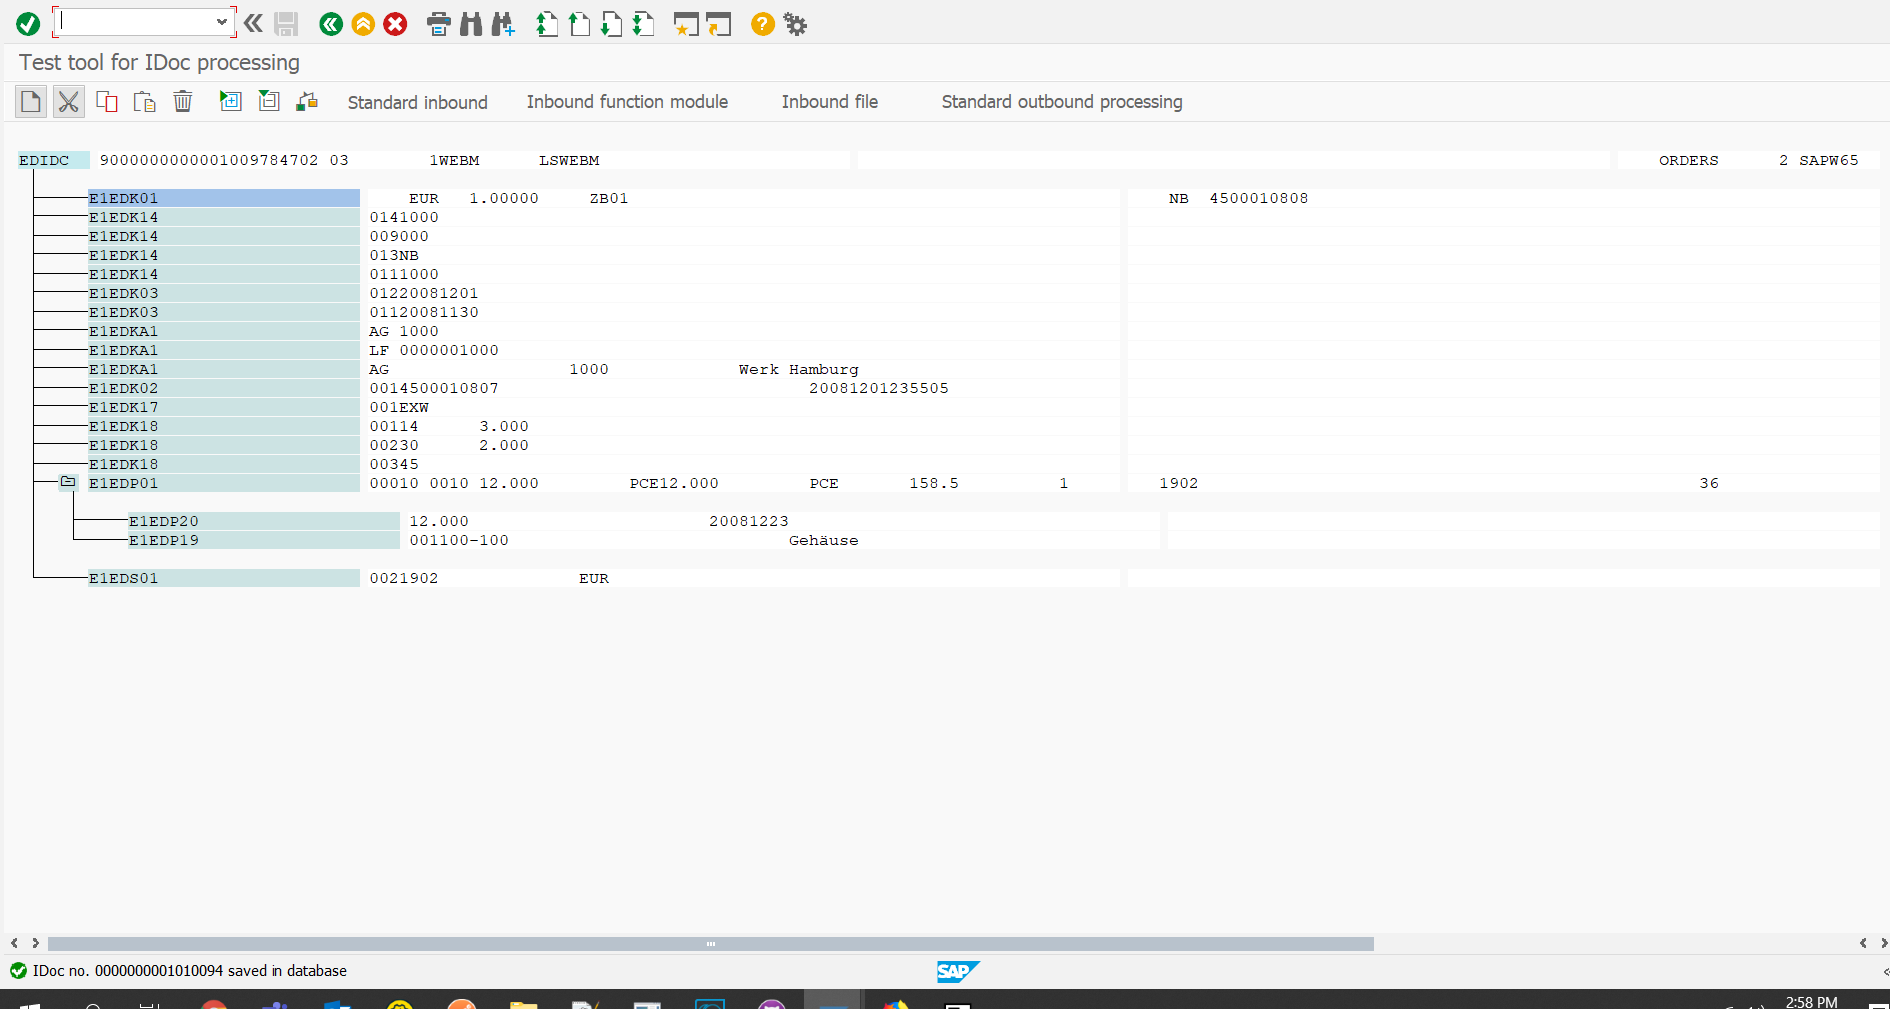 Test tool for IDoc processing
Standard inbound Inbound function module Inbound file Standard outbound processing
EDIDC 9000000000001009784702 03 1WEBM LSWEBM ORDERS 2 SAPW65
E1EDK01 EUR 1.00000 ZB01 NB 4500010808
E1EDK14 0141000
E1EDK14 009000
E1EDK14 013NB
E1EDK14 0111000
E1EDK03 01220081201
E1EDK03 01120081130
E1EDKA1 AG 1000
E1EDKA1 LF 0000001000
E1EDKA1 AG 1000 Werk Hamburg
E1EDK02 0014500010807 20081201235505
E1EDK17 001EXW
E1EDK18 00114 3.000
E1EDK18 00230 2.000
E1EDK18 00345
E1EDP01 00010 0010 12.000 PCE12.000 PCE 158.5 1 1902 36
E1EDP20 12.000 20081223
E1EDP19 001100-100 Gehäuse
E1EDS01 0021902 EUR
IDoc no. 0000000001010094 saved in database SAP
2:58 PM